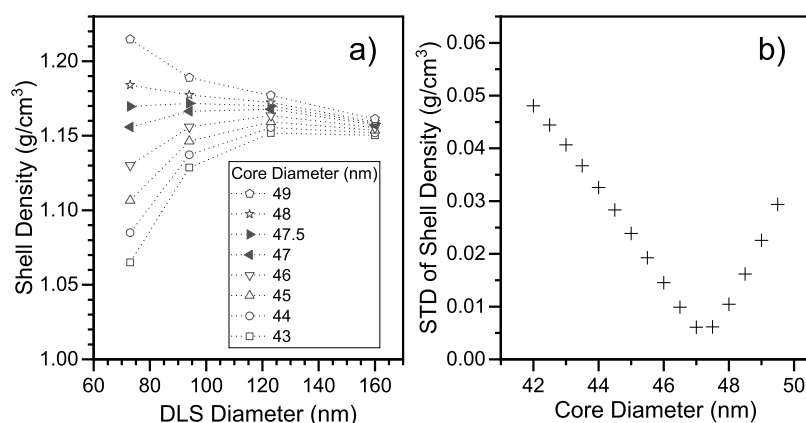 a)
1.20
1.15
1.10
1.05
1.00
Shell Density (g/cm³)
Core Diameter (nm)
49
48
47.5
47
46
45
44
43
60 80 100 120 140 160
DLS Diameter (nm)
b)
0.06
0.05
0.04
0.03
0.02
0.01
0.00
STD of Shell Density (g/cm³)
42 44 46 48 50
Core Diameter (nm)